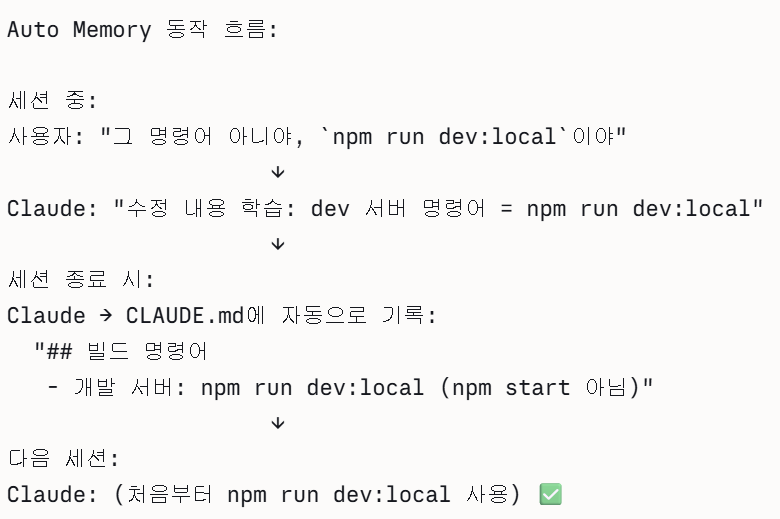 Auto Memory 동작 흐름:
세션 중:
사용자: "그 명령어 아니야, `npm run dev:local`이야"
↓
Claude: "수정 내용 학습: dev 서버 명령어 = npm run dev:local"
↓
세션 종료 시:
Claude → CLAUDE.md에 자동으로 기록:
"## 빌드 명령어
- 개발 서버: npm run dev:local (npm start 아님)"
↓
다음 세션:
Claude: (처음부터 npm run dev:local 사용) ✅